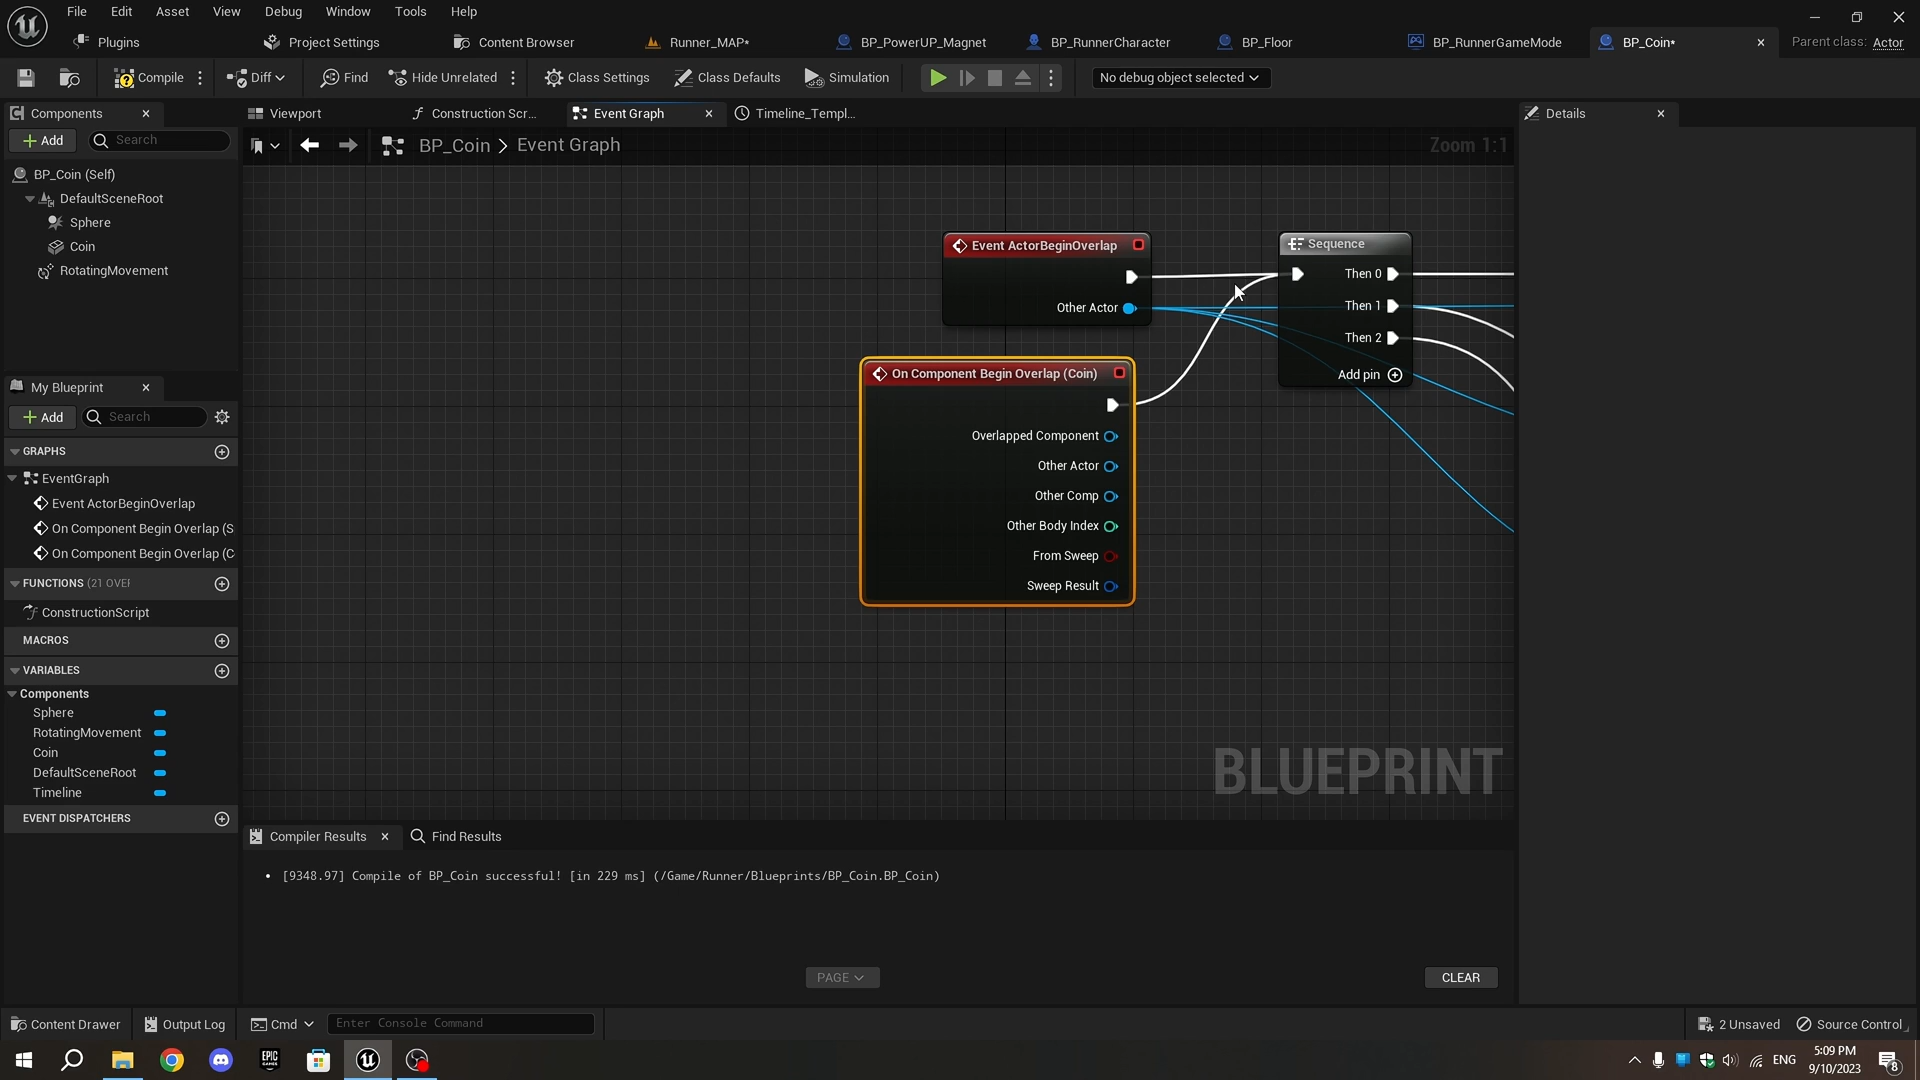 File Edit Asset View Window Debug Tools Help
Plugins Project Settings Content Browser Runner_MAP* BP_PowerUP_Magnet BP_RunnerCharacter BP_Floor BP_RunnerGameMode BP_Coin* Parent class: Actor
Compile Diff Find Hide Unrelated Class Settings Class Defaults Simulation No debug object selected
Components Viewport Construction Scr... Event Graph Timeline_Templ... Details
Add Search BP_Coin > Event Graph Zoom 1:1
BP_Coin (Self)
DefaultSceneRoot
Sphere
Coin
RotatingMovement
Event ActorBeginOverlap
Other Actor
Sequence
Then 0
Then 1
Then 2
Add pin
On Component Begin Overlap (Coin)
Overlapped Component
Other Actor
Other Comp
Other Body Index
From Sweep
Sweep Result
BLUEPRINT
My Blueprint
Add Search
GRAPHS
EventGraph
Event ActorBeginOverlap
On Component Begin Overlap (S
On Component Begin Overlap (C
FUNCTIONS (21 OVER
ConstructionScript
MACROS
VARIABLES
Components
Sphere
RotatingMovement
Coin
DefaultSceneRoot
Timeline
EVENT DISPATCHERS
Compiler Results Find Results
• [9348.97] Compile of BP_Coin successful! [in 229 ms] (/Game/Runner/Blueprints/BP_Coin.BP_Coin)
PAGE CLEAR
Content Drawer Output Log Cmd Enter Console Command 2 Unsaved Source Control
EPIC GAMES
ENG
5:09 PM
9/10/2023
8